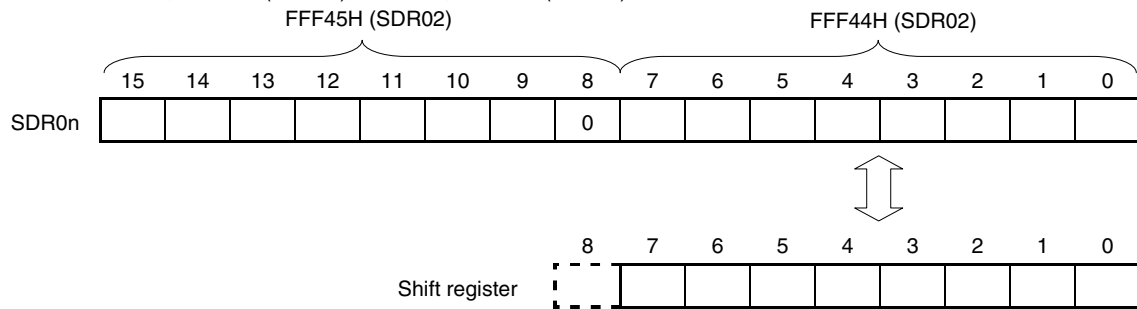 FFF45H (SDR02) FFF44H (SDR02)
15 14 13 12 11 10 9 8 7 6 5 4 3 2 1 0
SDR0n 0
8 7 6 5 4 3 2 1 0
Shift register